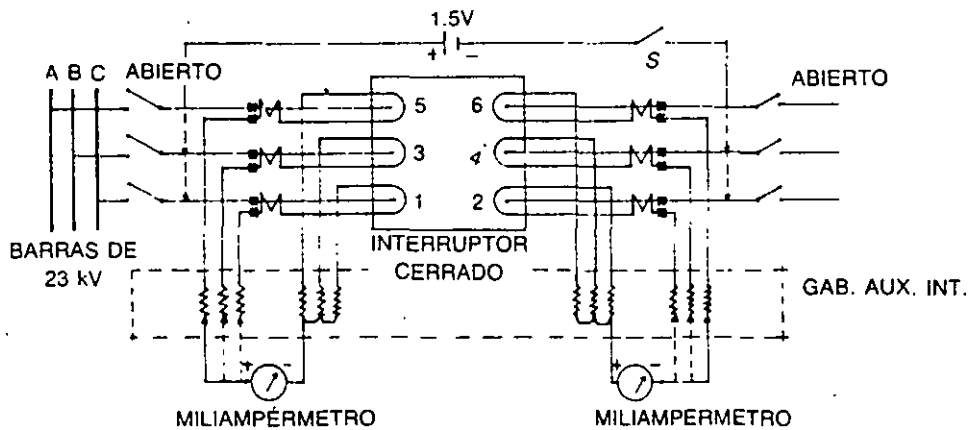 1.5V
+ −
S
A B C ABIERTO
ABIERTO
5 6
3 4
1 2
BARRAS DE
23 kV
INTERRUPTOR
CERRADO
GAB. AUX. INT.
+ -
+ -
MILIAMPÉRMETRO
MILIAMPERMETRO